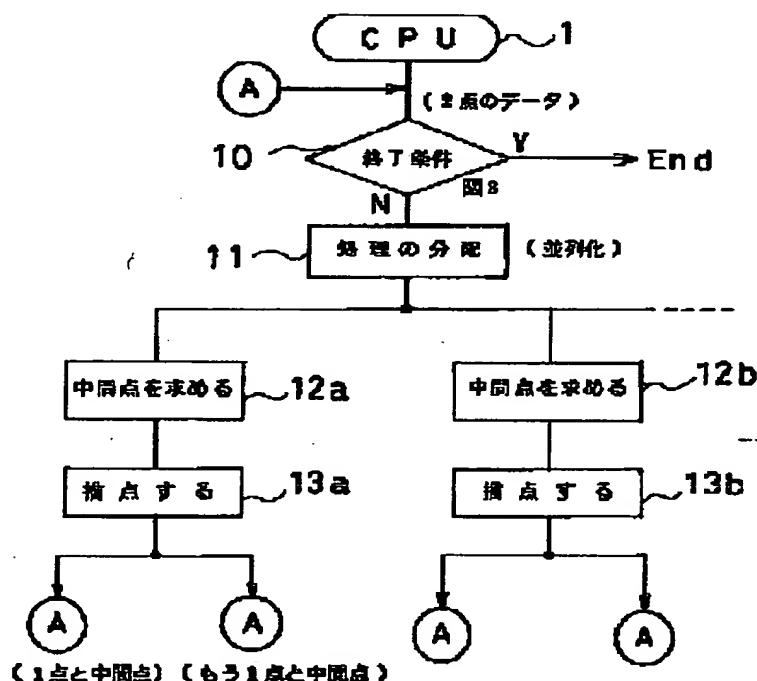 CPU 1
A
(2点のデータ)
10 終了条件 Y End
図3
N
11 処理の分配 (並列化)
中間点を求める 12a 中間点を求める 12b
描点する 13a 描点する 13b
A A A A
(1点と中間点) (もう1点と中間点)